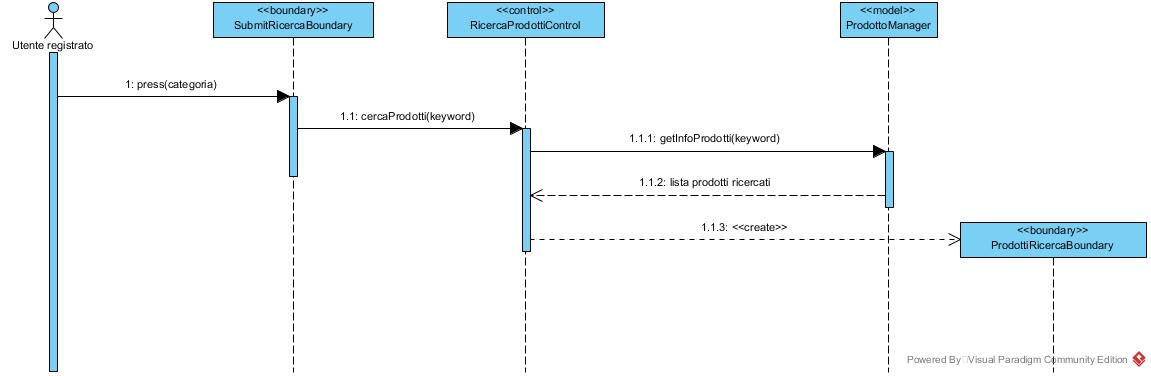 <<boundary>>
SubmitRicercaBoundary
<<control>>
RicercaProdottiControl
<<model>>
ProdottoManager
Utente registrato
1: press(categoria)
1.1: cercaProdotti(keyword)
1.1.1: getInfoProdotti(keyword)
1.1.2: lista prodotti ricercati
1.1.3: <<create>>
<<boundary>>
ProdottiRicercaBoundary
Powered By Visual Paradigm Community Edition